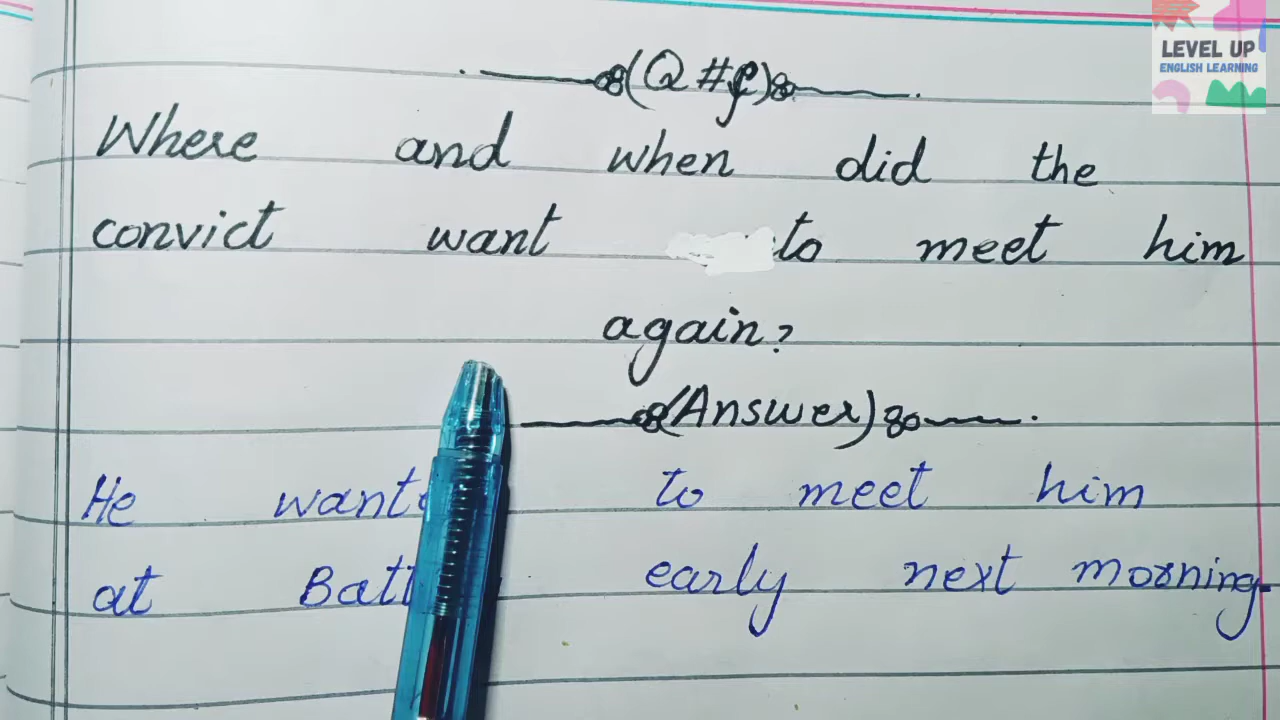 LEVEL UP
ENGLISH LEARNING
Where and when did the
convict want to meet him
again?
(Answer)
He to meet him
at early next morning.